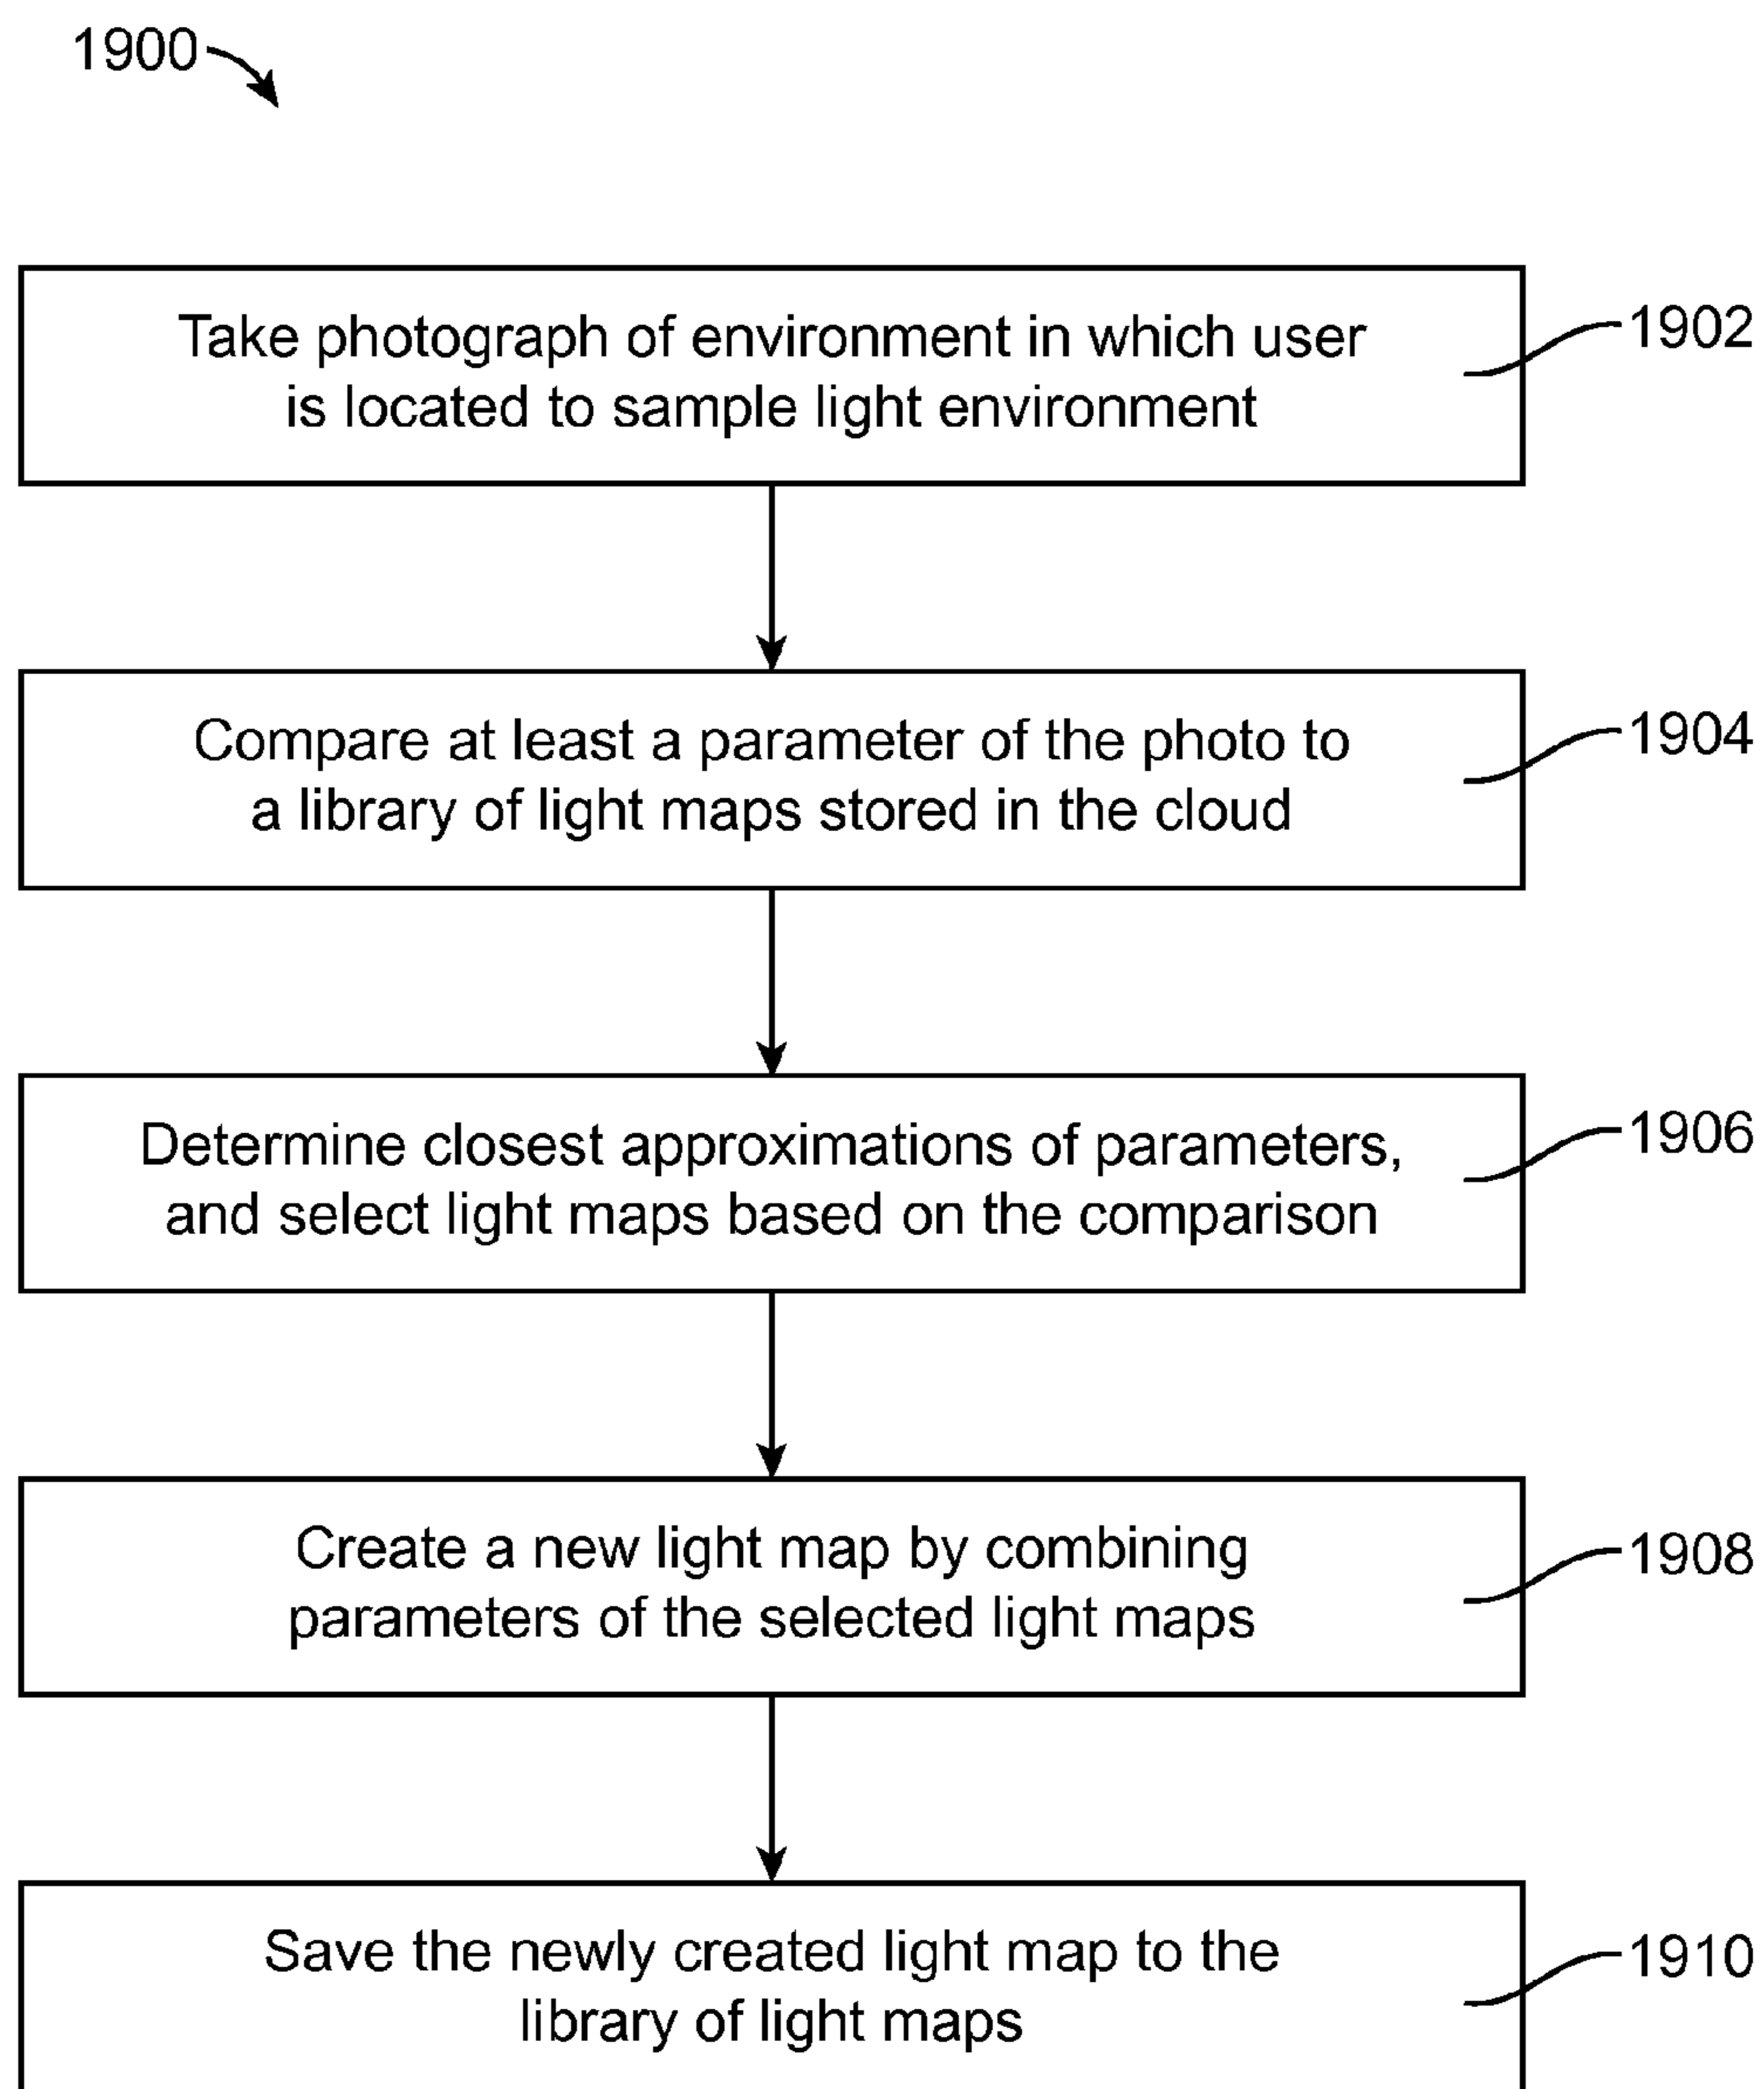 1900
Take photograph of environment in which user
is located to sample light environment
1902
Compare at least a parameter of the photo to
a library of light maps stored in the cloud
1904
Determine closest approximations of parameters,
and select light maps based on the comparison
1906
Create a new light map by combining
parameters of the selected light maps
1908
Save the newly created light map to the
library of light maps
1910